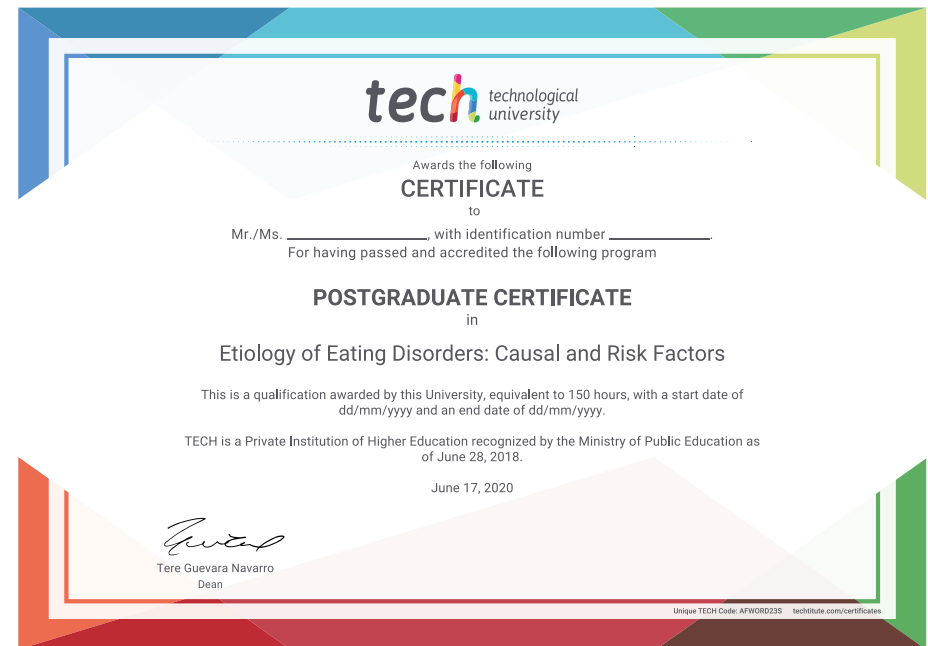 tech technological
university
Awards the following
CERTIFICATE
to
Mr./Ms. ____________________, with identification number ______________.
For having passed and accredited the following program
POSTGRADUATE CERTIFICATE
in
Etiology of Eating Disorders: Causal and Risk Factors
This is a qualification awarded by this University, equivalent to 150 hours, with a start date of
dd/mm/yyyy and an end date of dd/mm/yyyy.
TECH is a Private Institution of Higher Education recognized by the Ministry of Public Education as
of June 28, 2018.
June 17, 2020
Tere Guevara Navarro
Dean
Unique TECH Code: AFWORD23S techtitute.com/certificates